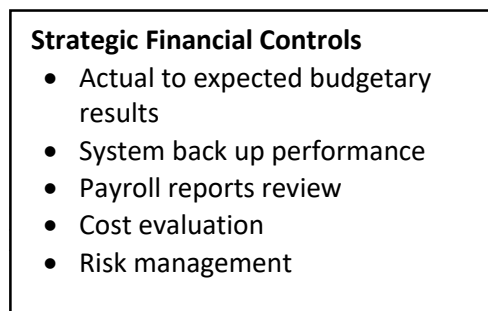 Strategic Financial Controls
• Actual to expected budgetary
results
• System back up performance
• Payroll reports review
• Cost evaluation
• Risk management